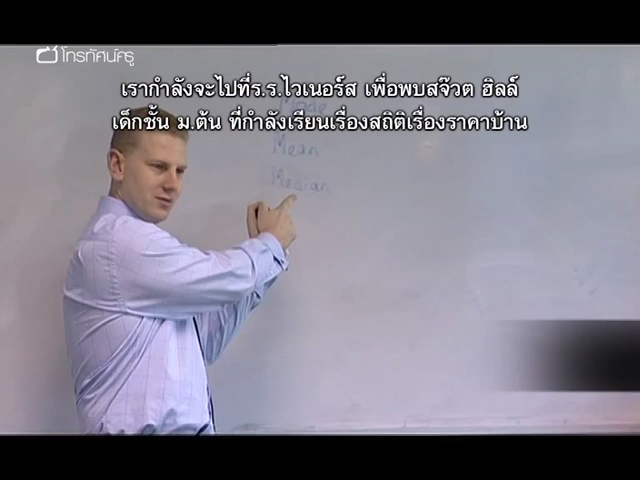 โทรทัศน์ครู
เรากำลังจะไปที่ร.ร.ไวเนอร์ส เพื่อพบสจ๊วต ฮิลล์
เด็กชั้น ม.ต้น ที่กำลังเรียนเรื่องสถิติเรื่องราคาบ้าน
Mode
Mean
Median